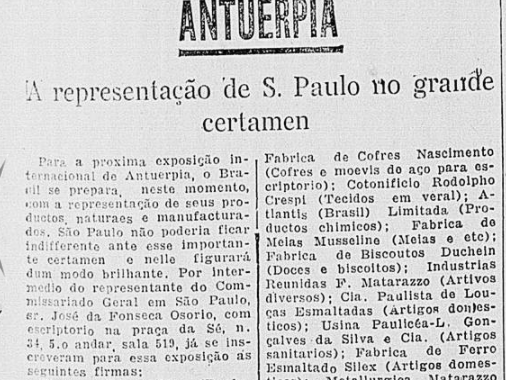 ANTUERPIA
A representação de S. Paulo no grande
certamen
Para a proxima exposição in-
ternacional de Antuerpia, o Bra-
sil se prepara, neste momento,
com a representação de seus pro-
ductos, naturaes e manufactura-
dos. São Paulo não poderia ficar
indifferente ante esse importan-
te certamen e nelle figurará
dum modo brilhante. Por inter-
medio do representante do Com-
missariado Geral em São Paulo,
sr. José da Fonseca Osorio, com
escriptorio na praça da Sé, n.
34, 5.o andar, sala 519, já se ins-
creveram para essa exposição as
seguintes firmas;
Fabrica de Cofres Nascimento
(Cofres e moevis do aço para es-
criptorio); Cotonificio Rodolpho
Crespi (Tecidos em veral); A-
tlantis (Brasil) Limitada (Pro-
ductos chimicos); Fabrica de
Meias Musseline (Meias e etc);
Fabrica de Biscoutos Duchein
(Doces e biscoitos); Industrias
Reunidas F. Matarazzo (Artivos
diversos); Cia. Paulista de Lou-
ças Esmaltadas (Artigos domes-
ticos); Usina Paulicéa-L. Gon-
çalves da Silva e Cia. (Artigos
sanitarios); Fabrica de Ferro
Esmaltado Silex (Artigos domes-
ticos); Metallurgica Matarazzo